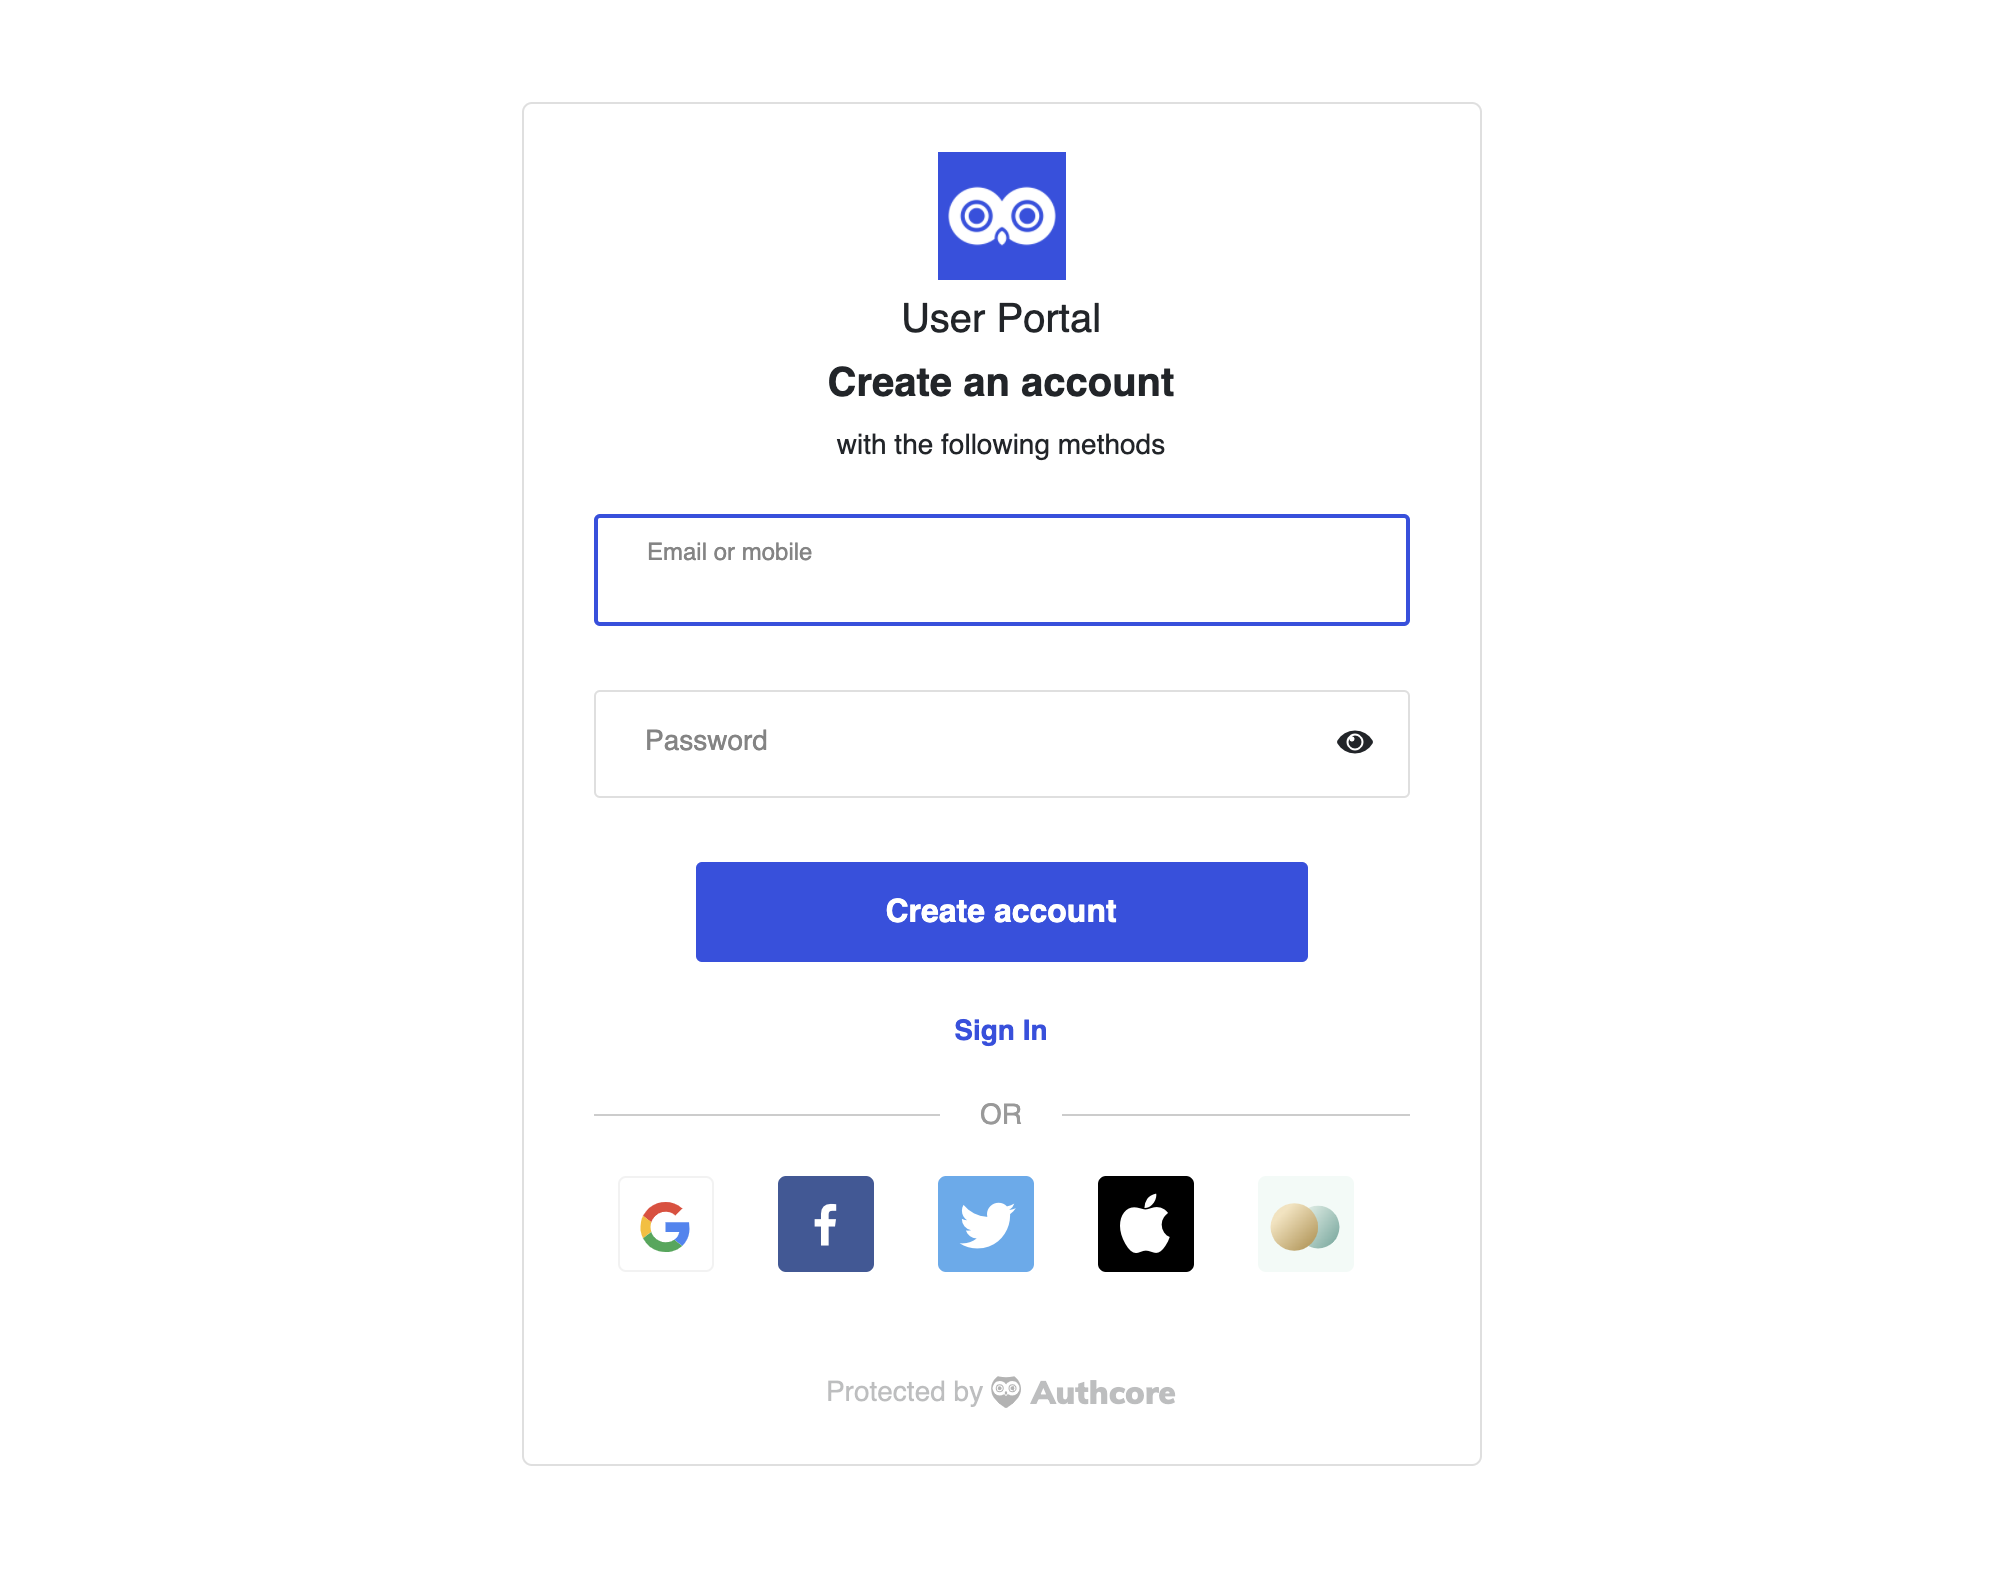 User Portal
Create an account
with the following methods
Email or mobile
Password
Create account
Sign In
OR
Protected by Authcore